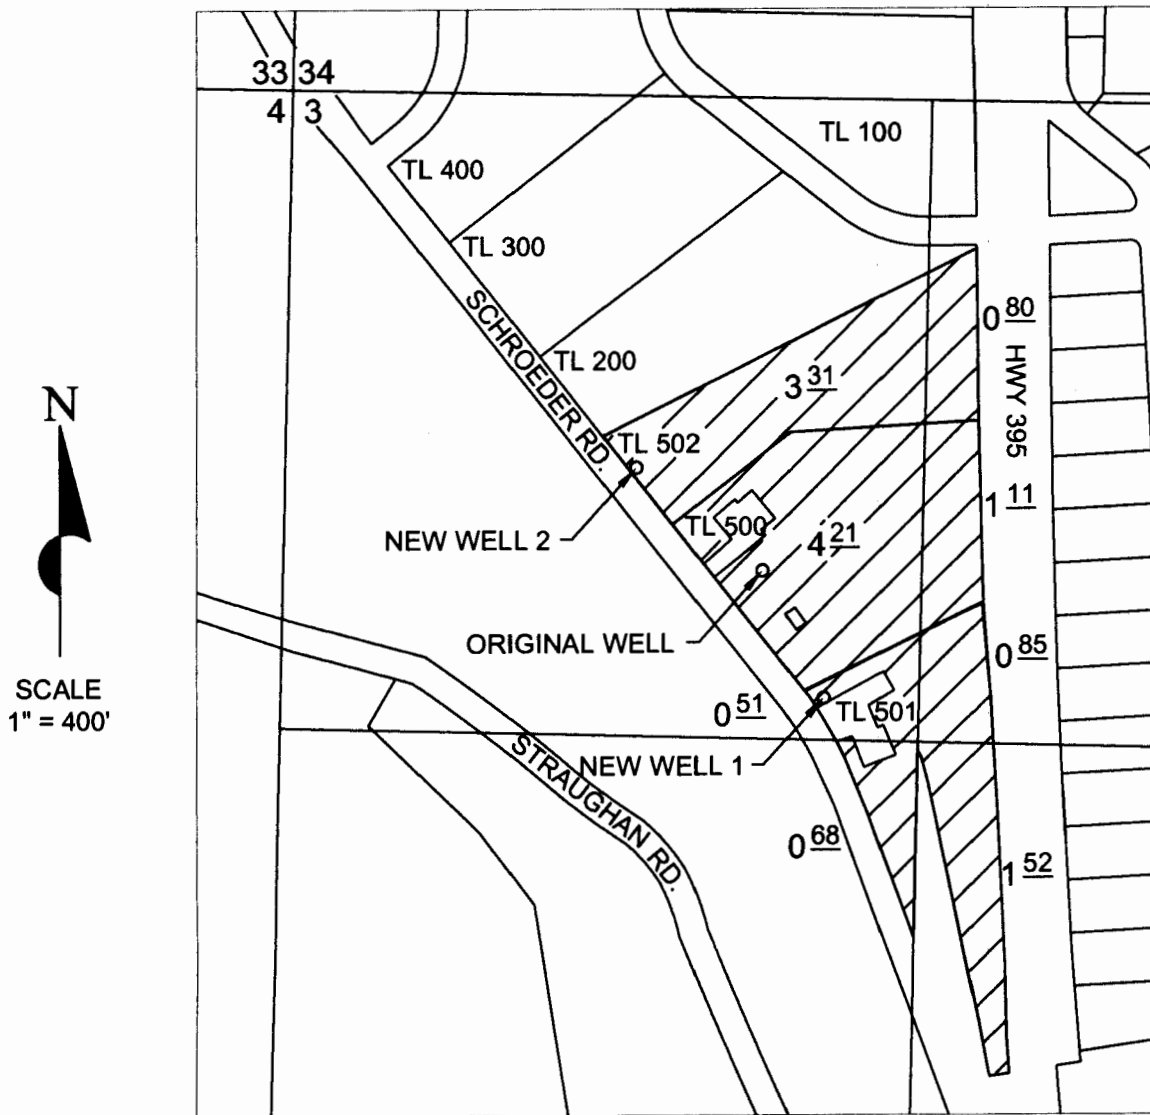 33 34
4 3
TL 100
TL 400
TL 300
SCHROEDER RD.
0 80
HWY 395
TL 200
3 31
N
TL 502
1 11
TL 500
NEW WELL 2
4 21
ORIGINAL WELL
0 85
SCALE
1" = 400'
0 51
TL 501
STRAUGHAN RD.
NEW WELL 1
0 68
1 52